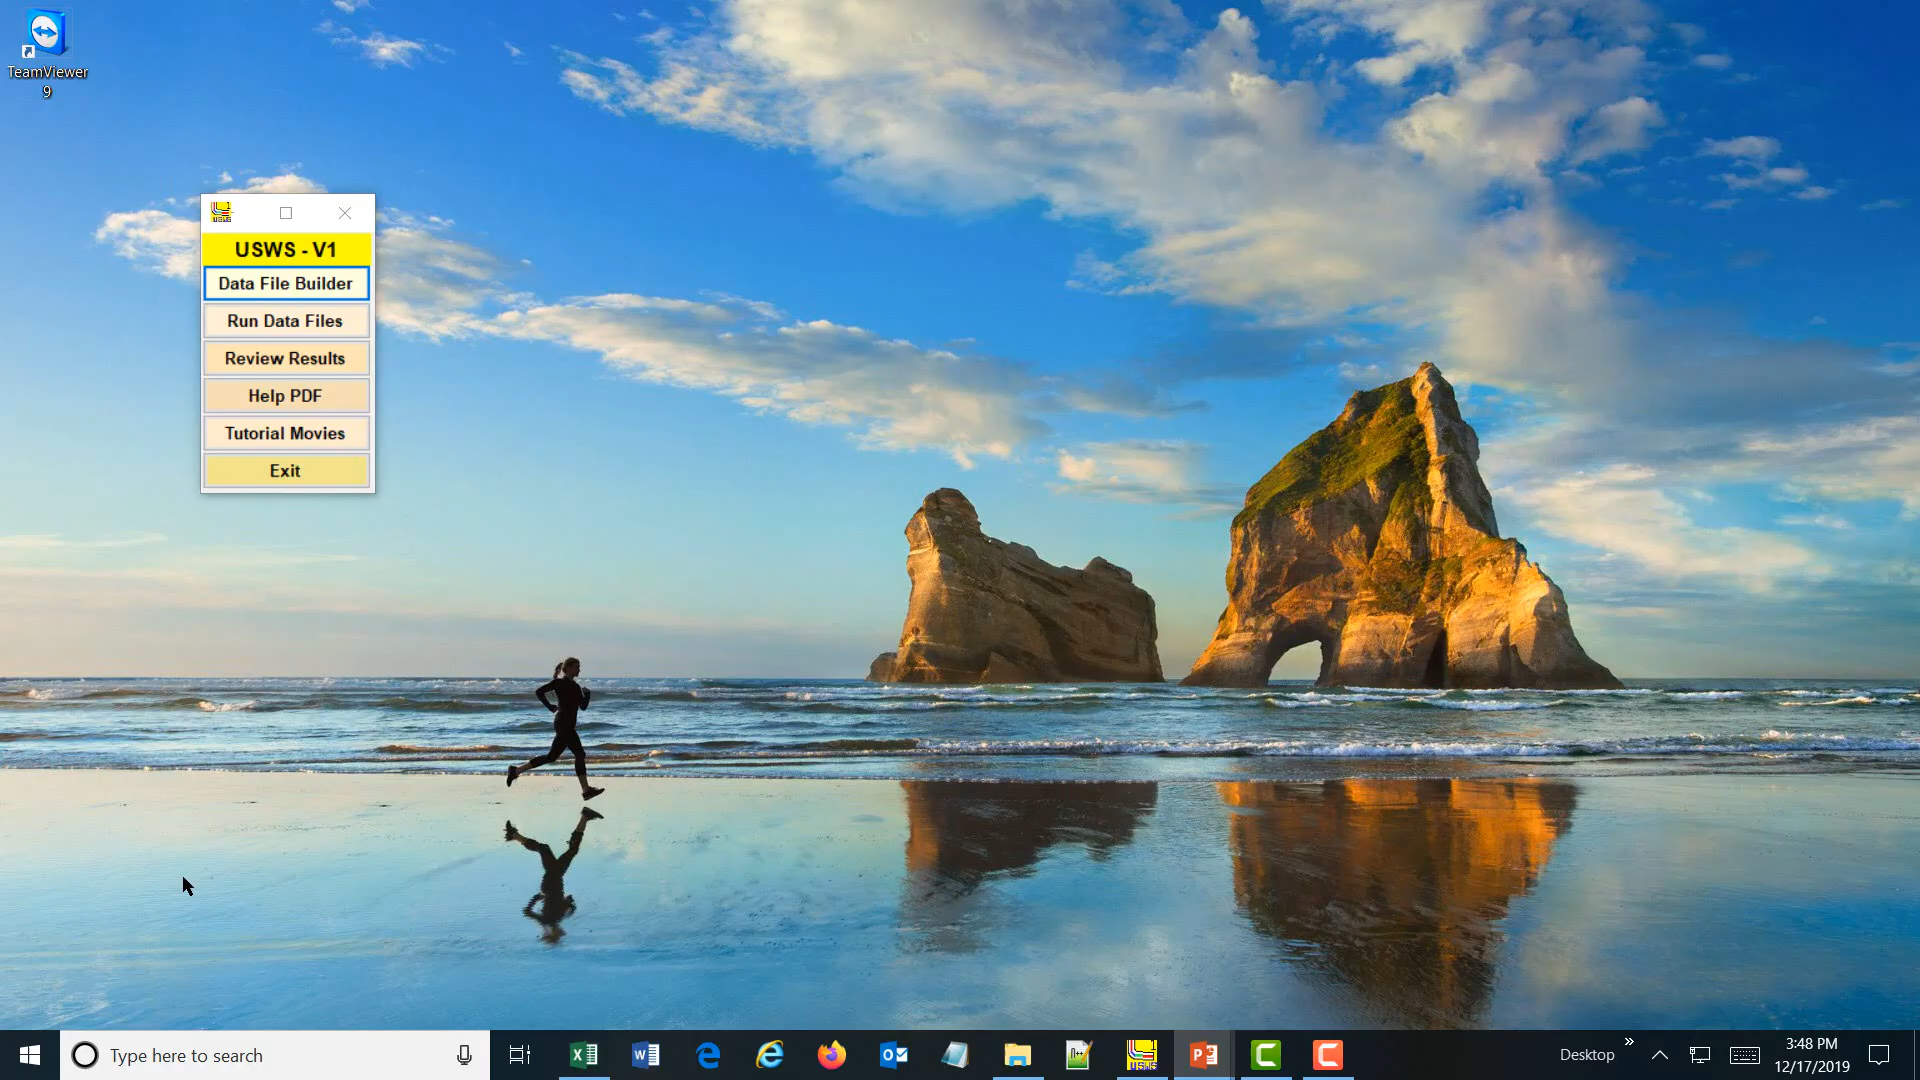 TeamViewer
9
USWS - V1
Data File Builder
Run Data Files
Review Results
Help PDF
Tutorial Movies
Exit
Type here to search
Desktop
3:48 PM
12/17/2019